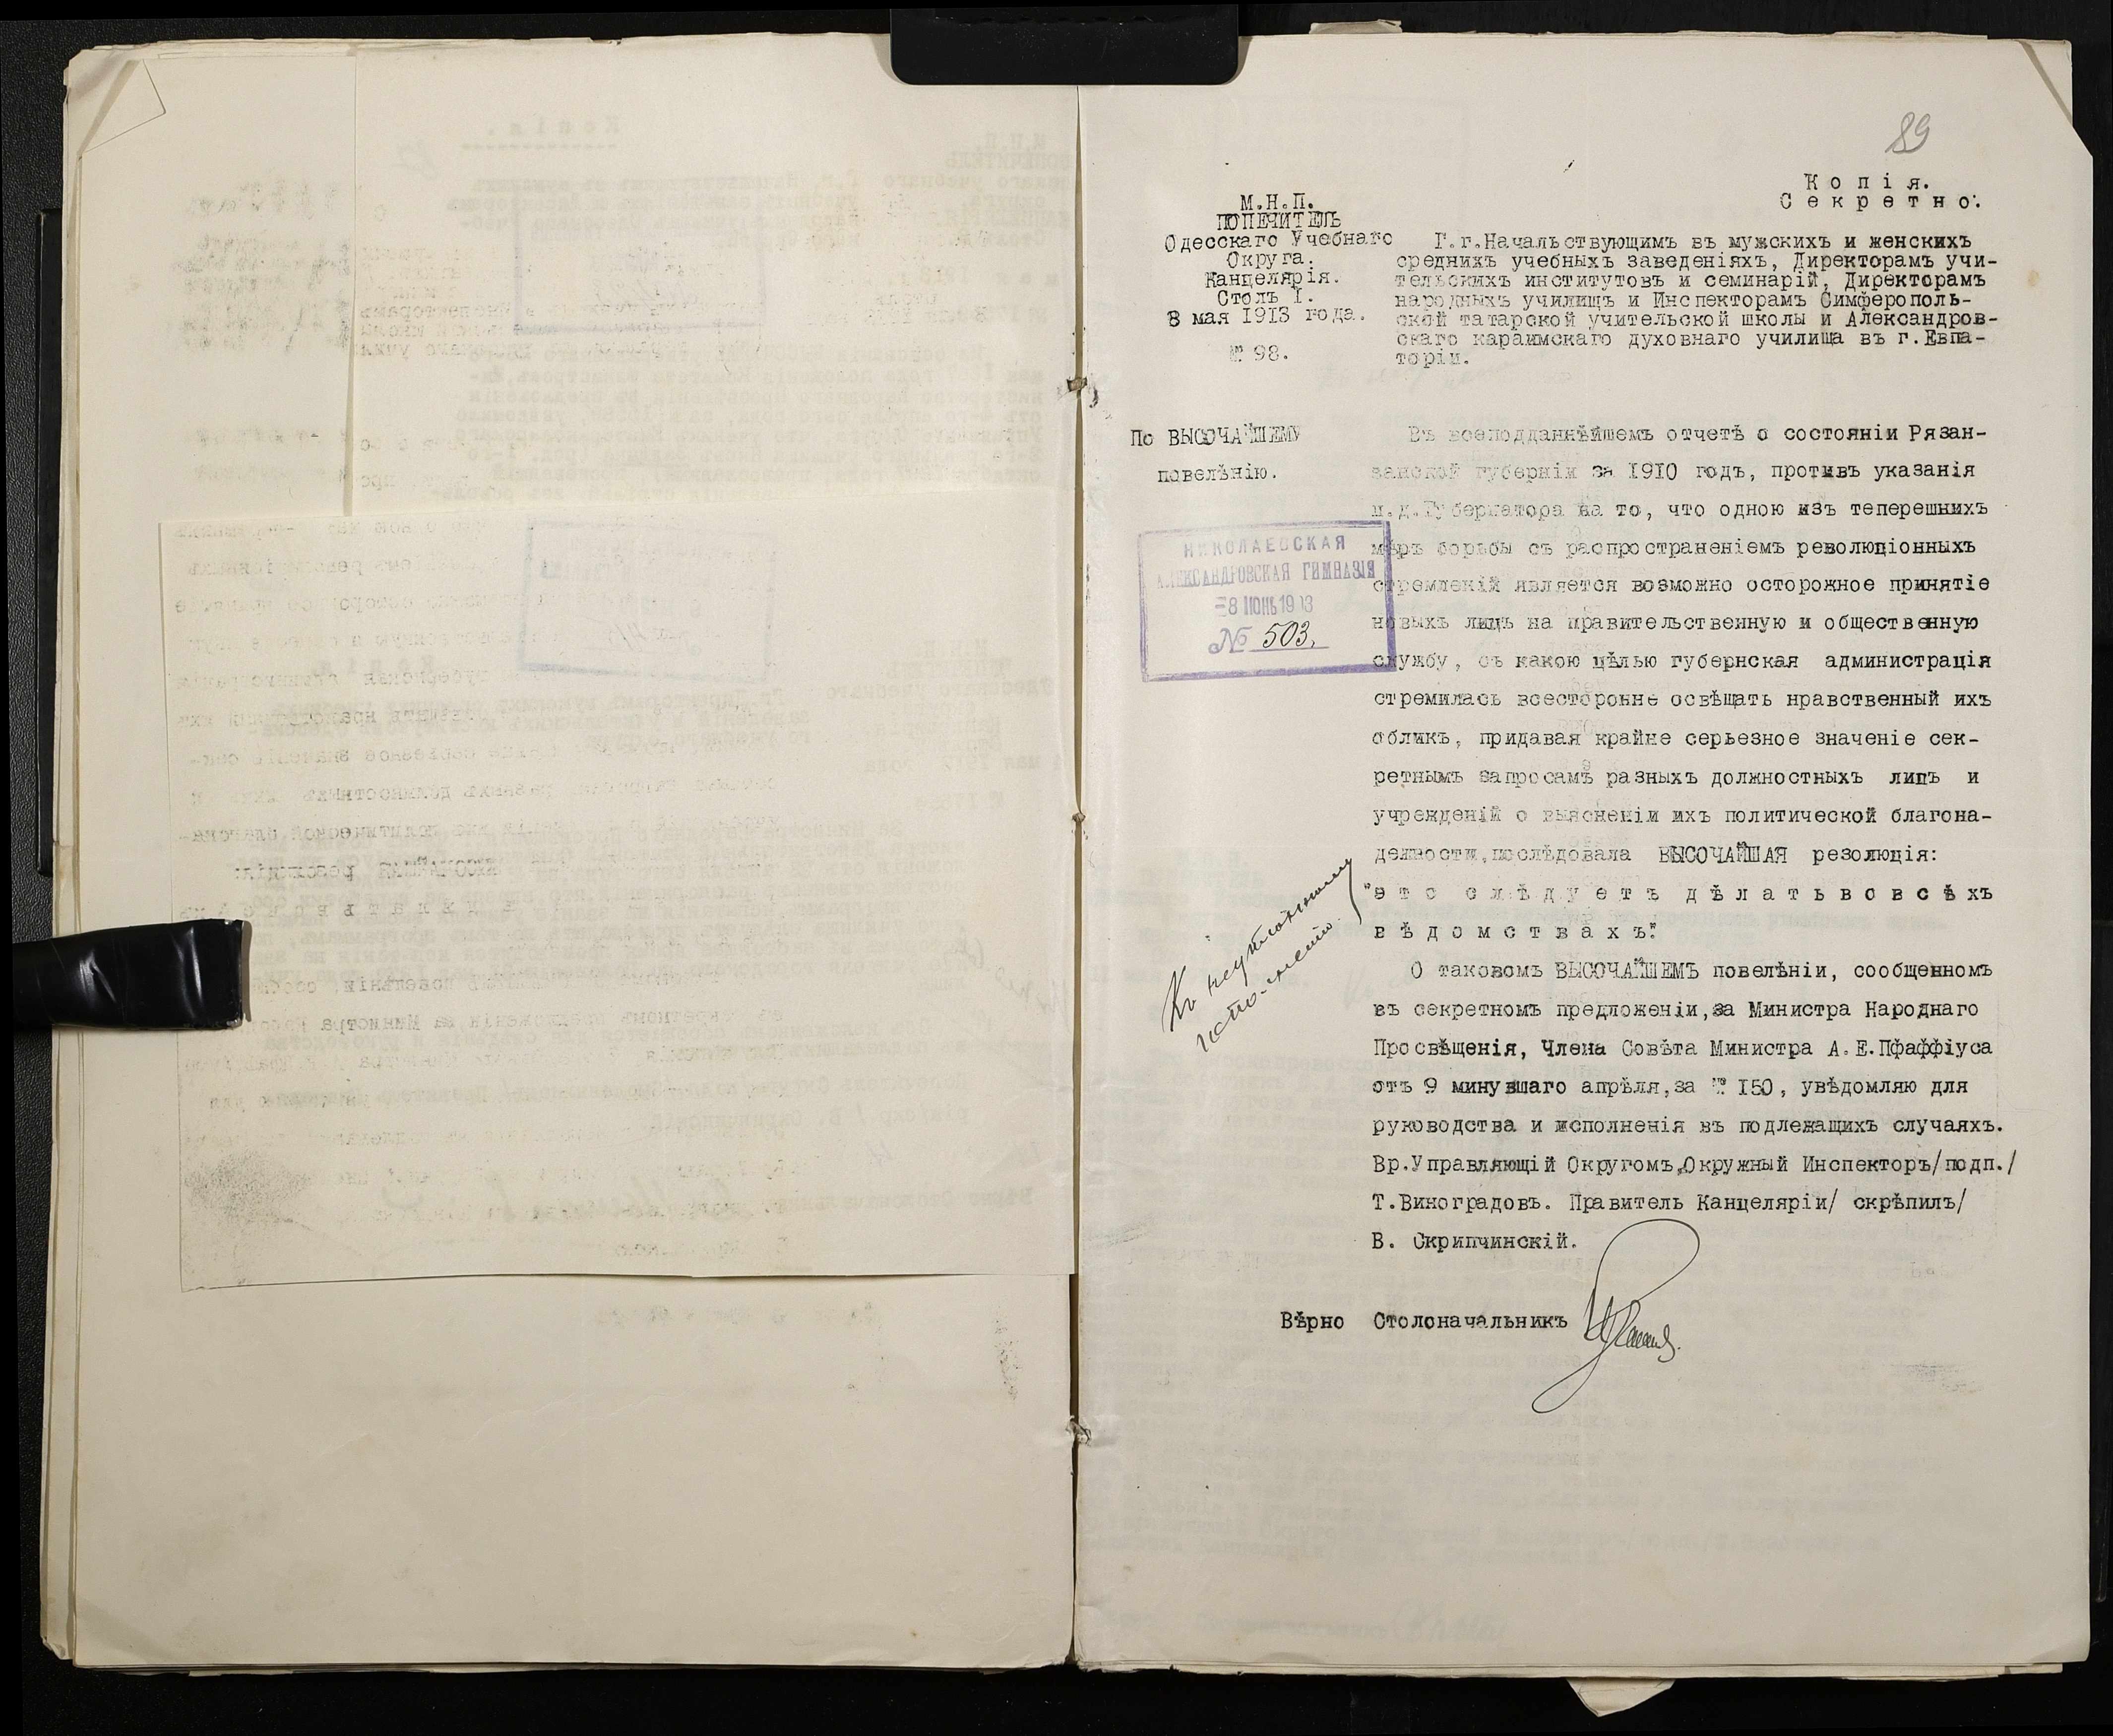 89
Копія.
Секретно.
М.Н.П.
ПОПЕЧИТЕЛЬ
Одесскаго Учебнаго
Округа.
Канцелярія.
Столъ I.
8 мая 1913 года.
№ 98.
Г.г.Начальствующимъ въ мужскихъ и женскихъ
среднихъ учебныхъ заведеніяхъ, Директорамъ учи-
тельскихъ институтовъ и семинарій, Директорамъ
народныхъ училищъ и Инспекторамъ Симферополь-
ской татарской учительской школы и Александров-
скаго караимскаго духовнаго училища въ г.Евпа-
торіи.
По ВЫСОЧАЙШЕМУ
повелѣнію.
Въ всеподданнѣйшемъ отчетѣ о состояніи Рязан-
занской губерніи за 1910 годъ, противъ указанія
и.д.Губернатора на то, что одною изъ теперешнихъ
мѣръ борьбы съ распространеніемъ революціонныхъ
стремленій является возможно осторожное принятіе
новыхъ лицъ на правительственную и общественную
службу, съ какою цѣлью губернская администрація
стремилась всесторонне освѣщать нравственный ихъ
обликъ, придавая крайне серьезное значеніе сек-
ретнымъ запросамъ разныхъ должностныхъ лицъ и
учрежденій о выясненіи ихъ политической благона-
дежности,послѣдовала ВЫСОЧАЙШАЯ резолюція:
"это слѣдуетъ дѣлать во всѣхъ
вѣдомствахъ".
О таковомъ ВЫСОЧАЙШЕМЪ повелѣніи, сообщенномъ
въ секретномъ предложеніи,за Министра Народнаго
Просвѣщенія, Члена Совѣта Министра А.Е.Пфаффіуса
отъ 9 минувшаго апрѣля,за № 150, увѣдомляю для
руководства и исполненія въ подлежащихъ случаяхъ.
Вр.Управляющій Округомъ,Окружный Инспекторъ/подп./
Т.Виноградовъ. Правитель Канцеляріи/ скрѣпилъ/
В. Скрипчинскій.
Вѣрно Столоначальникъ
НИКОЛАЕВСКАЯ
АЛЕКСАНДРОВСКАЯ ГИМНАЗІЯ
8 ІЮНЬ 1913
№ 503.
Къ неуклонному
исполненію.